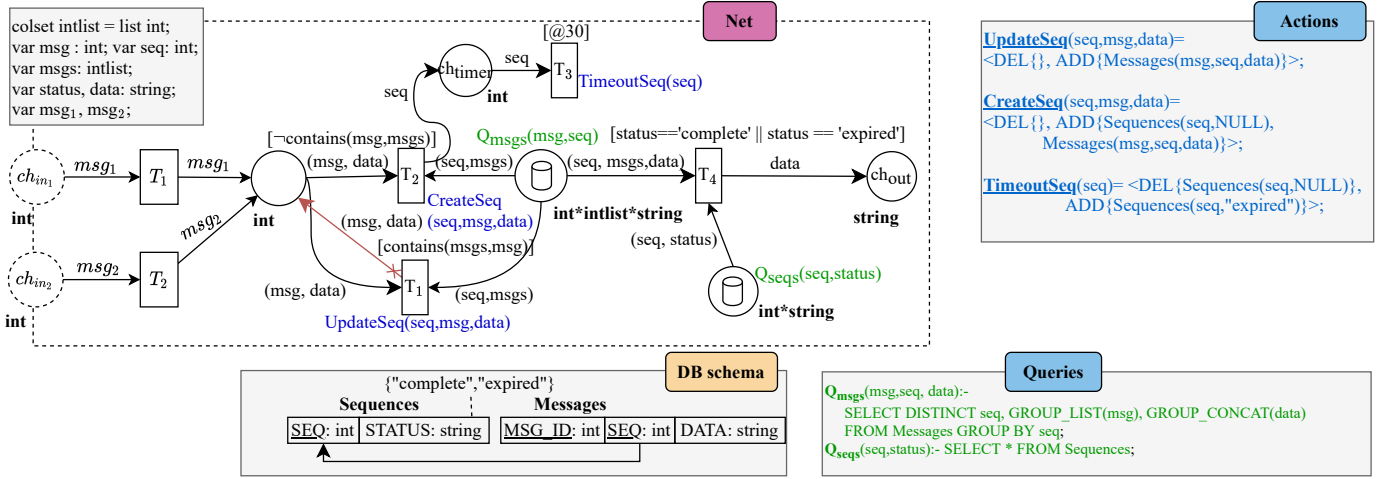 colset intlist = list int;
var msg : int; var seq: int;
var msgs: intlist;
var status, data: string;
var msg1, msg2;
Net
[@30]
chtimer
seq
T3
TimeoutSeq(seq)
int
seq
[¬contains(msg,msgs)]
Qmsgs(msg,seq)
[status=='complete' || status == 'expired']
chin1
msg1
T1
msg1
(msg, data)
T2
(seq,msgs)
(seq, msgs,data)
T4
data
chout
int
int
CreateSeq
(seq,msg,data)
int*intlist*string
string
msg2
(msg, data)
[contains(msgs,msg)]
(seq, status)
chin2
msg2
T2
(msg, data)
T1
(seq,msgs)
Qseqs(seq,status)
int
UpdateSeq(seq,msg,data)
int*string
Actions
UpdateSeq(seq,msg,data)=
<DEL{}, ADD{Messages(msg,seq,data)}>;
CreateSeq(seq,msg,data)=
<DEL{}, ADD{Sequences(seq,NULL),
Messages(msg,seq,data)}>;
TimeoutSeq(seq)= <DEL{Sequences(seq,NULL)},
ADD{Sequences(seq,"expired")}>;
DB schema
{"complete","expired"}
Sequences
Messages
SEQ: int
STATUS: string
MSG_ID: int
SEQ: int
DATA: string
Queries
Qmsgs(msg,seq, data):-
SELECT DISTINCT seq, GROUP_LIST(msg), GROUP_CONCAT(data)
FROM Messages GROUP BY seq;
Qseqs(seq,status):- SELECT * FROM Sequences;